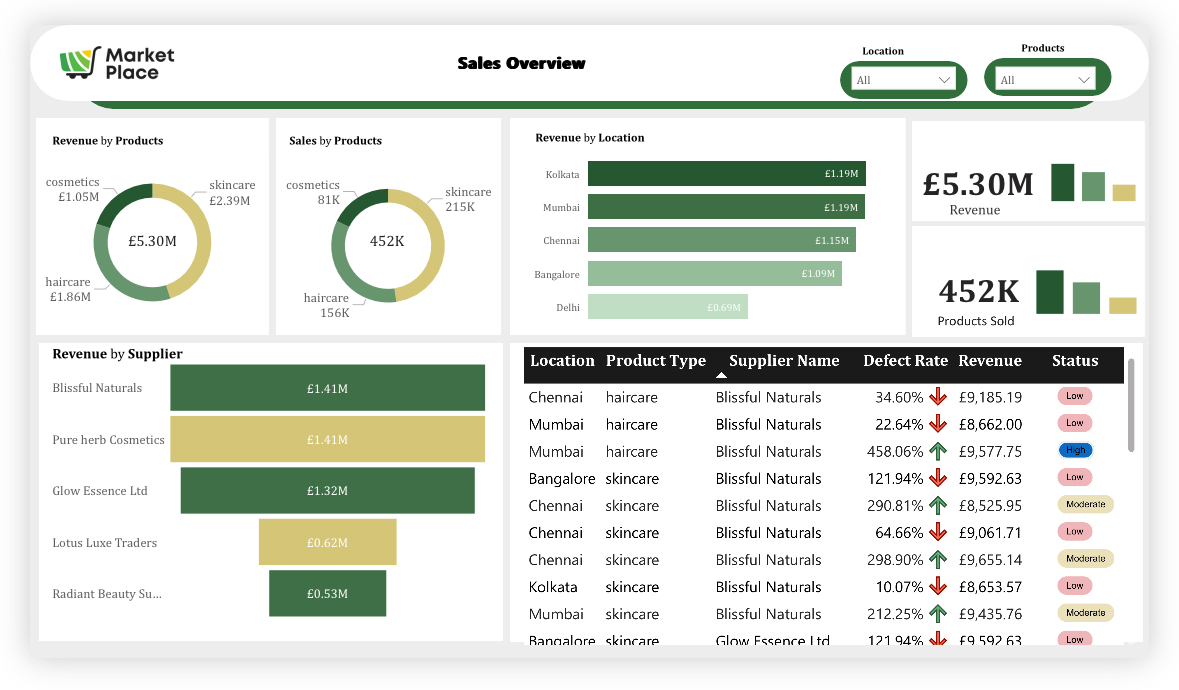 Market
Place
Sales Overview
Location
All
Products
All
Revenue by Products
cosmetics
£1.05M
skincare
£2.39M
£5.30M
haircare
£1.86M
Sales by Products
cosmetics
81K
skincare
215K
452K
haircare
156K
Revenue by Location
Kolkata £1.19M
Mumbai £1.19M
Chennai £1.15M
Bangalore £1.09M
Delhi £0.69M
£5.30M
Revenue
452K
Products Sold
Revenue by Supplier
Blissful Naturals £1.41M
Pure herb Cosmetics £1.41M
Glow Essence Ltd £1.32M
Lotus Luxe Traders £0.62M
Radiant Beauty Su... £0.53M
Location Product Type Supplier Name Defect Rate Revenue Status
Chennai haircare Blissful Naturals 34.60% £9,185.19 Low
Mumbai haircare Blissful Naturals 22.64% £8,662.00 Low
Mumbai haircare Blissful Naturals 458.06% £9,577.75 High
Bangalore skincare Blissful Naturals 121.94% £9,592.63 Low
Chennai skincare Blissful Naturals 290.81% £8,525.95 Moderate
Chennai skincare Blissful Naturals 64.66% £9,061.71 Low
Chennai skincare Blissful Naturals 298.90% £9,655.14 Moderate
Kolkata skincare Blissful Naturals 10.07% £8,653.57 Low
Mumbai skincare Blissful Naturals 212.25% £9,435.76 Moderate
Bangalore skincare Glow Essence Ltd 121.94% £9,592.63 Low